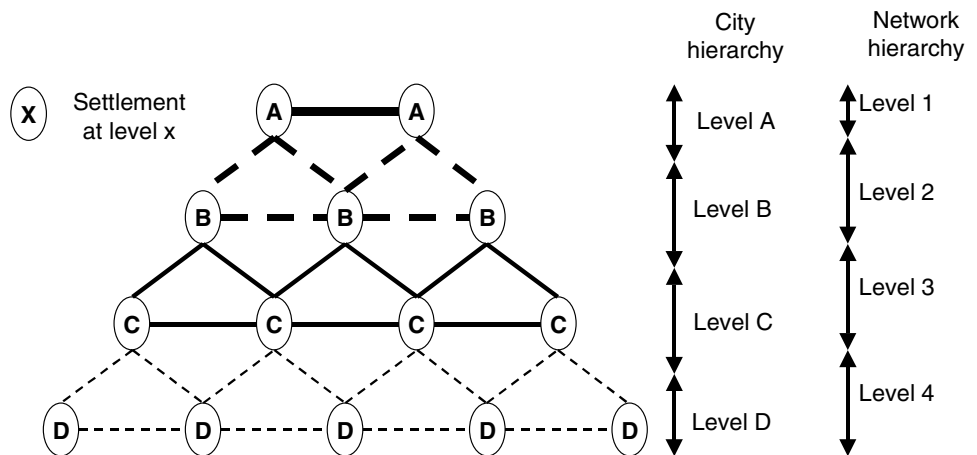 City
hierarchy
Network
hierarchy
X
Settlement
at level x
A A
Level A
Level 1
B B B
Level B
Level 2
C C C C
Level C
Level 3
D D D D D
Level D
Level 4